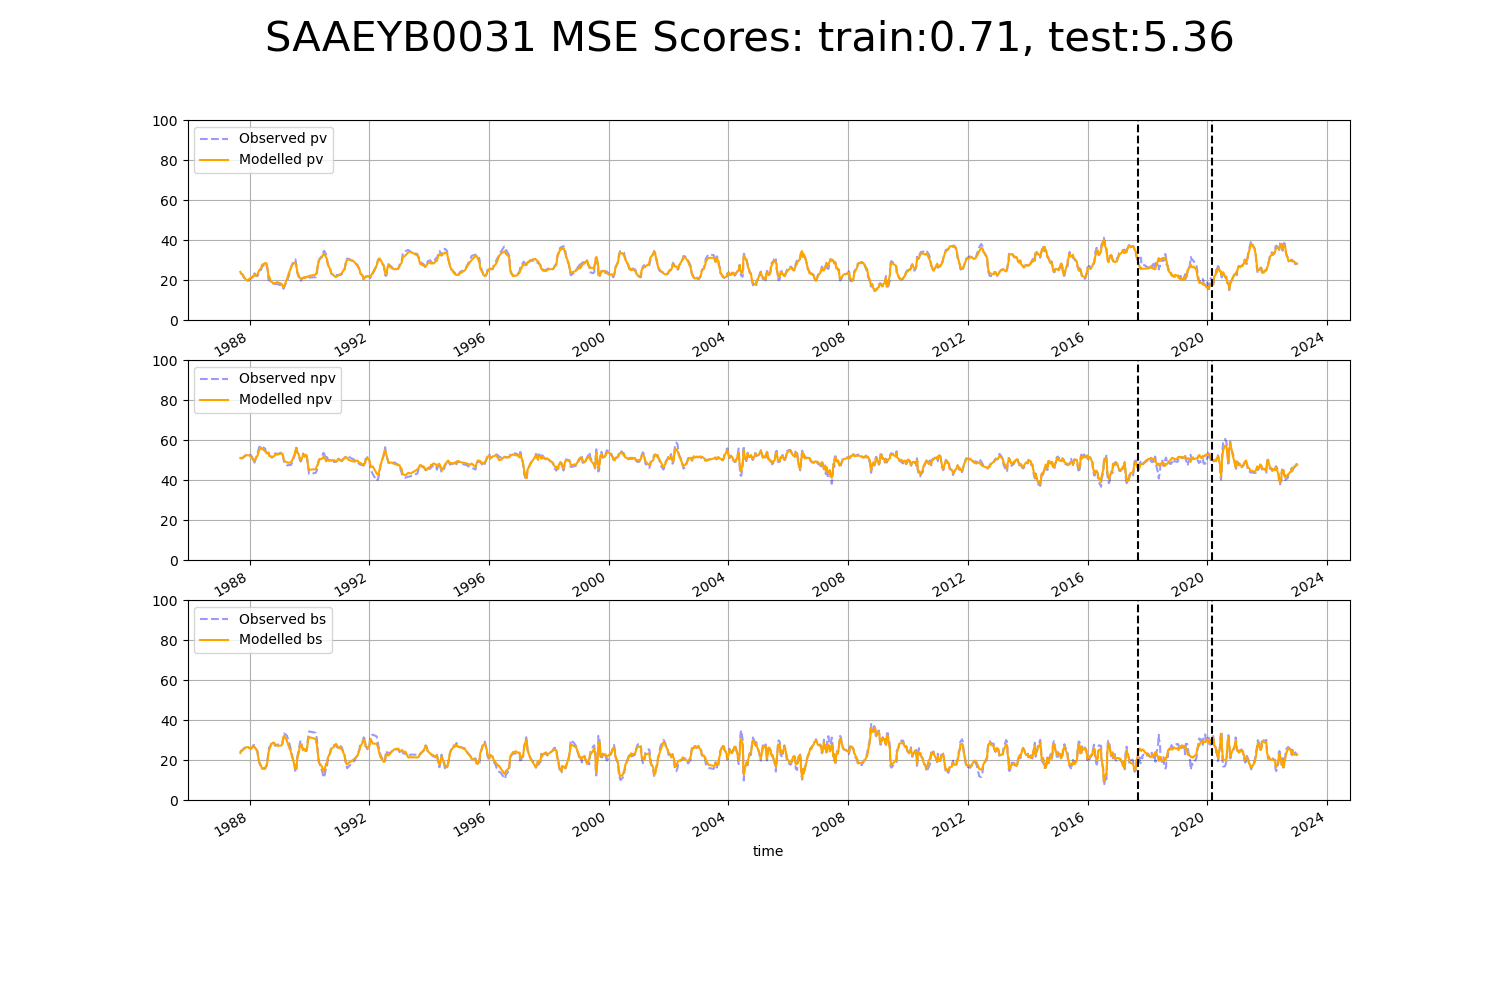 SAAEYB0031 MSE Scores: train:0.71, test:5.36
100
80
60
40
20
0
Observed pv
Modelled pv
1988 1992 1996 2000 2004 2008 2012 2016 2020 2024
100
80
60
40
20
0
Observed npv
Modelled npv
1988 1992 1996 2000 2004 2008 2012 2016 2020 2024
100
80
60
40
20
0
Observed bs
Modelled bs
1988 1992 1996 2000 2004 2008 2012 2016 2020 2024
time